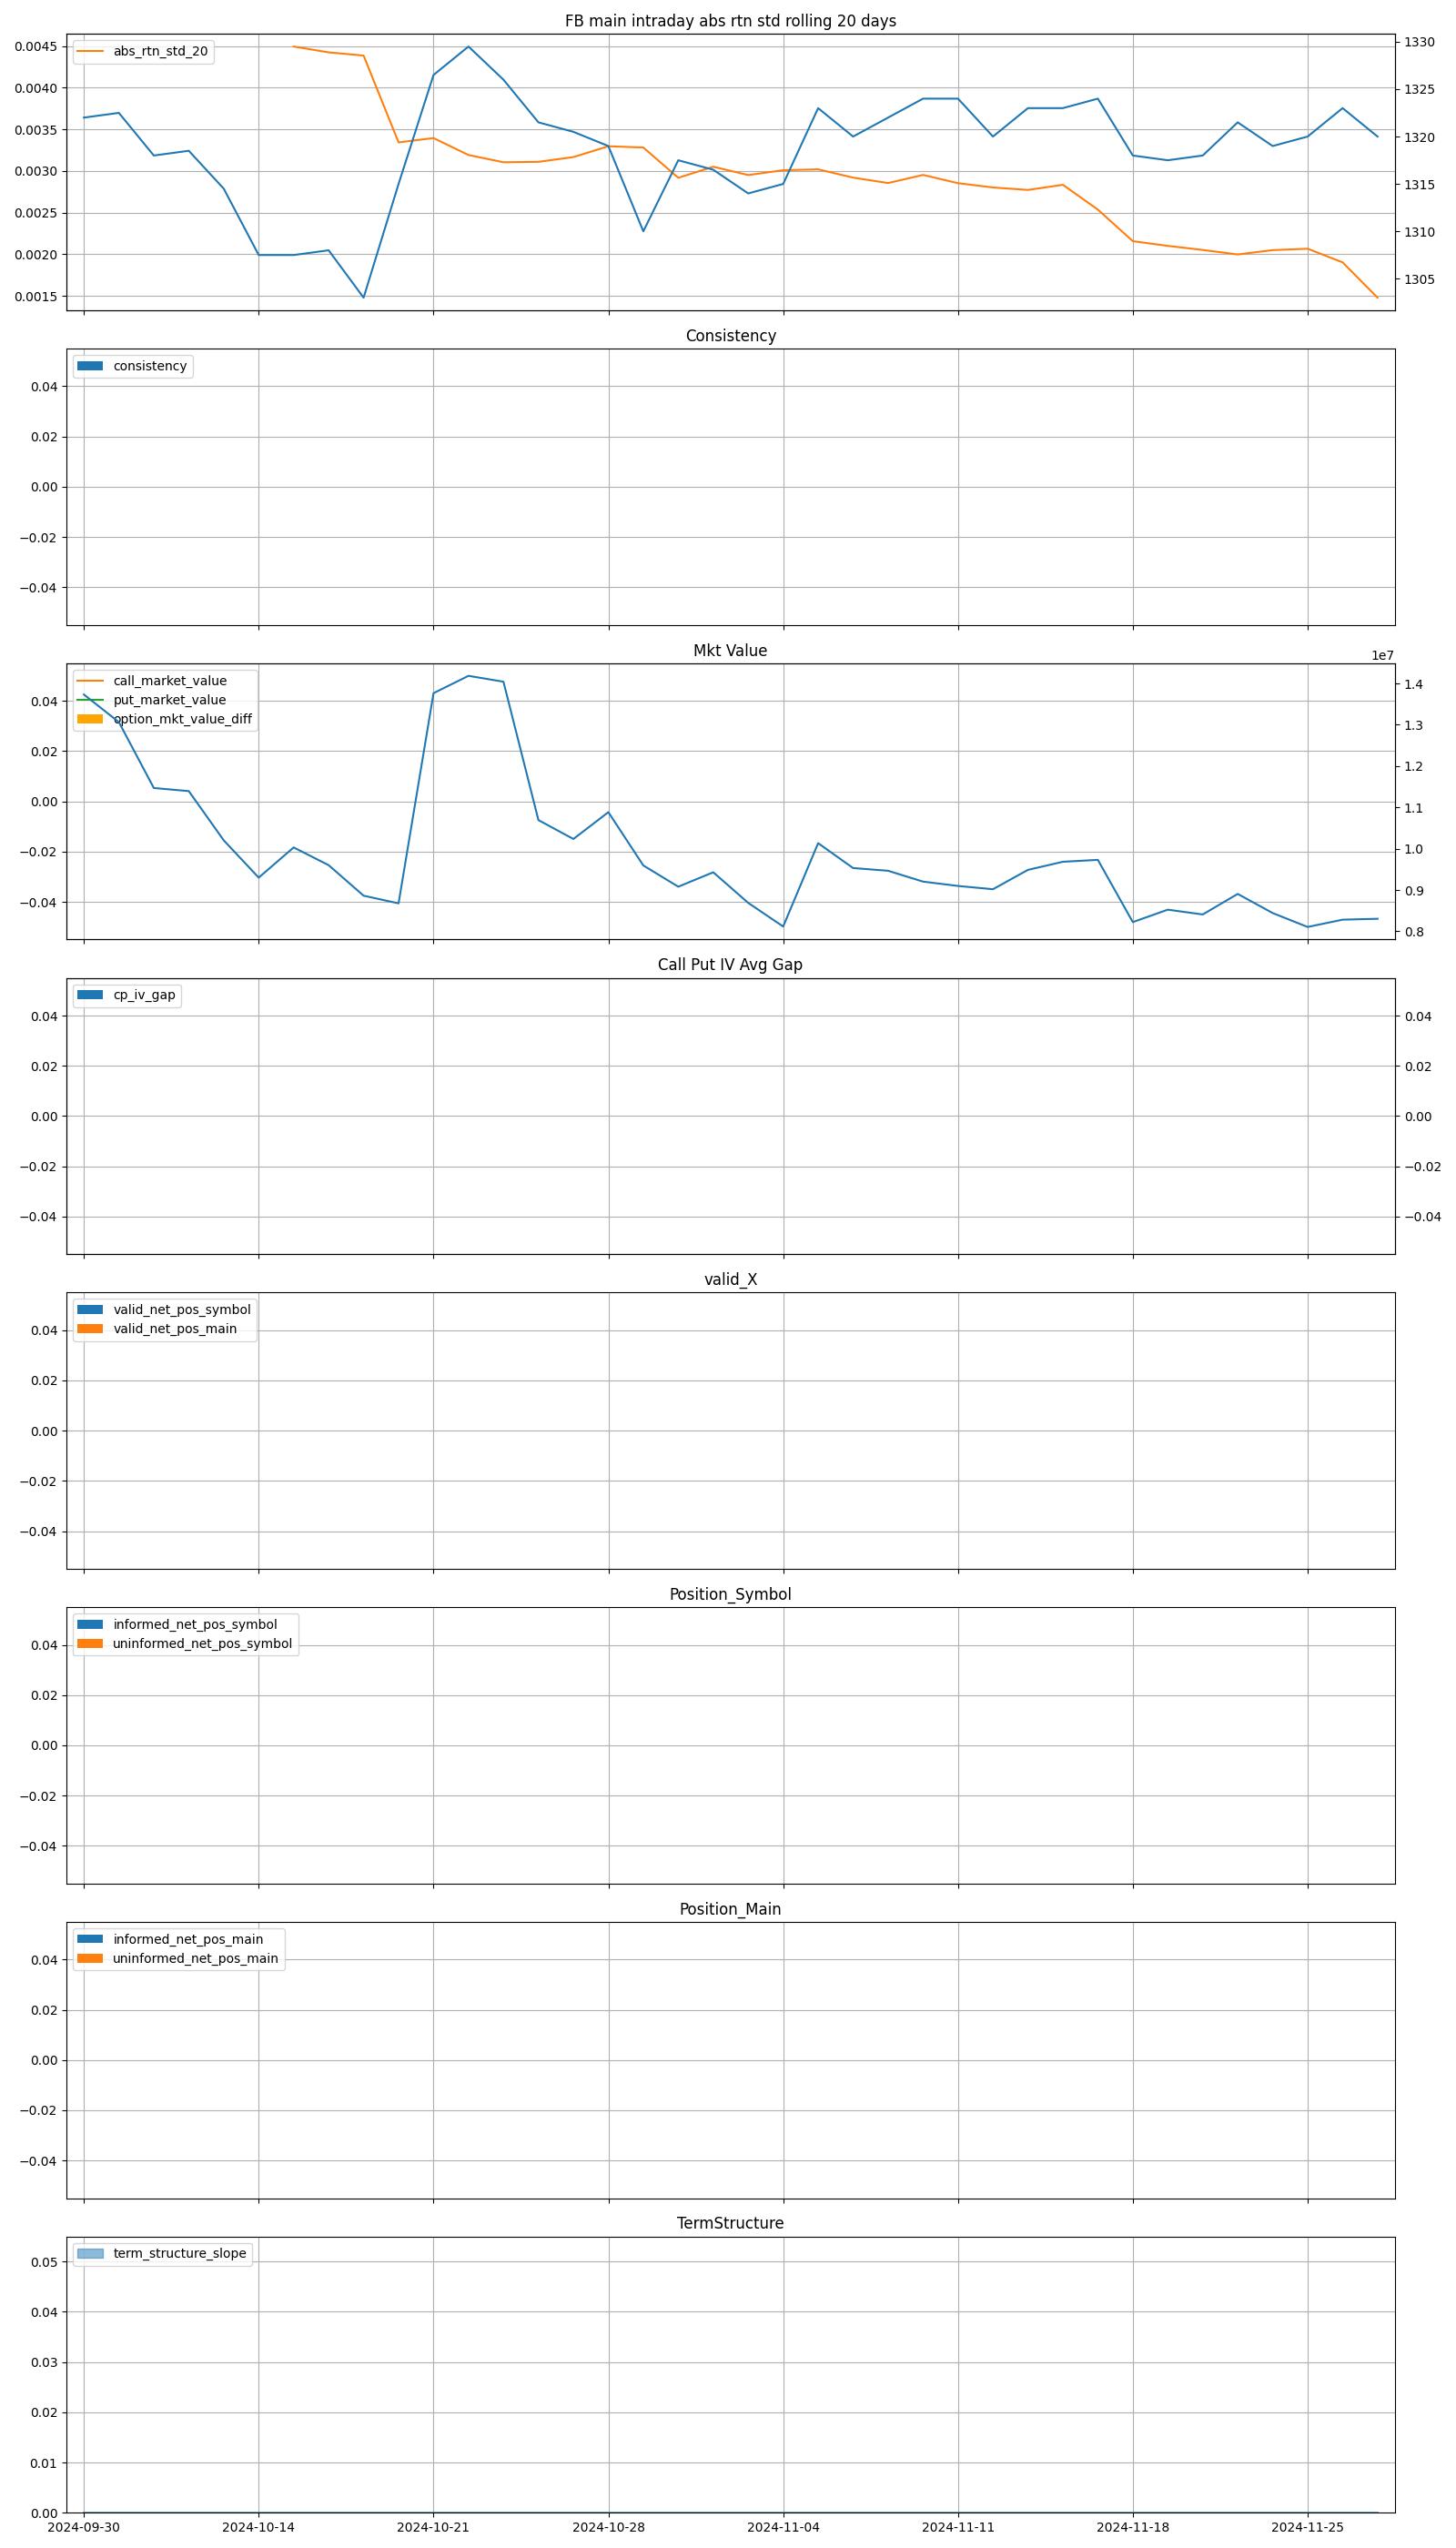 FB main intraday abs rtn std rolling 20 days
abs_rtn_std_20
0.0045
0.0040
0.0035
0.0030
0.0025
0.0020
0.0015
1330
1325
1320
1315
1310
1305
Consistency
consistency
0.04
0.02
0.00
−0.02
−0.04
Mkt Value
1e7
call_market_value
put_market_value
option_mkt_value_diff
0.04
0.02
0.00
−0.02
−0.04
1.4
1.3
1.2
1.1
1.0
0.9
0.8
Call Put IV Avg Gap
cp_iv_gap
0.04
0.02
0.00
−0.02
−0.04
0.04
0.02
0.00
−0.02
−0.04
valid_X
valid_net_pos_symbol
valid_net_pos_main
0.04
0.02
0.00
−0.02
−0.04
Position_Symbol
informed_net_pos_symbol
uninformed_net_pos_symbol
0.04
0.02
0.00
−0.02
−0.04
Position_Main
informed_net_pos_main
uninformed_net_pos_main
0.04
0.02
0.00
−0.02
−0.04
TermStructure
term_structure_slope
0.05
0.04
0.03
0.02
0.01
0.00
2024-09-30 2024-10-14 2024-10-21 2024-10-28 2024-11-04 2024-11-11 2024-11-18 2024-11-25